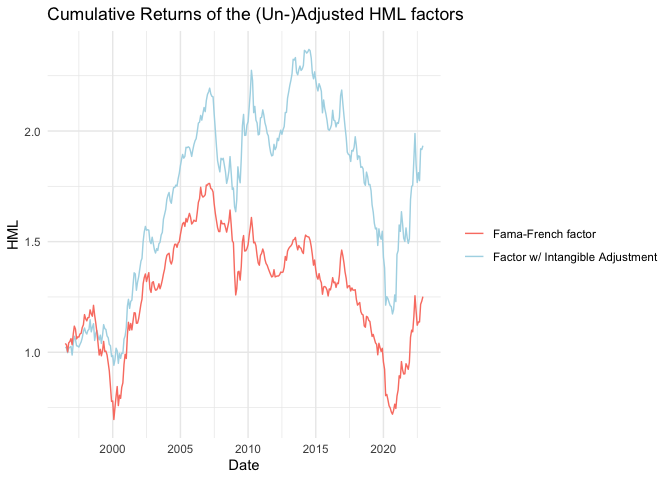 Cumulative Returns of the (Un-)Adjusted HML factors
2.0
1.5
1.0
HML
2000 2005 2010 2015 2020
Date
Fama-French factor
Factor w/ Intangible Adjustment